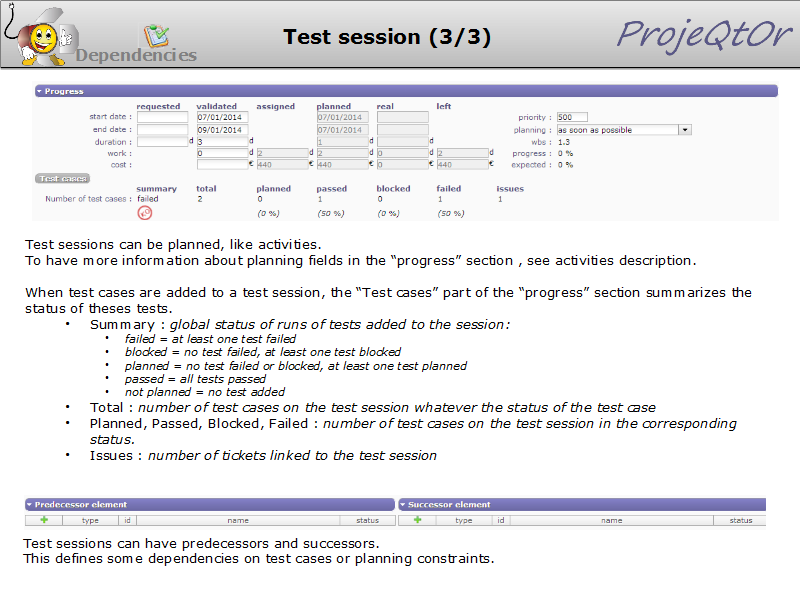 Dependencies
Test session (3/3)
ProjeQtOr
Progress
requested validated assigned planned real left
start date : 07/01/2014 07/01/2014 priority : 500
end date : 09/01/2014 07/01/2014 planning : as soon as possible
duration : d 3 d 1 d d wbs : 1.3
work : 0 d 2 d 2 d 0 d 2 d progress : 0 %
cost : € 440 € 440 € 0 € 440 € expected : 0 %
Test cases
summary total planned passed blocked failed issues
Number of test cases : failed 2 0 1 0 1 1
(0 %) (50 %) (0 %) (50 %)
Test sessions can be planned, like activities.
To have more information about planning fields in the “progress” section , see activities description.
When test cases are added to a test session, the “Test cases” part of the “progress” section summarizes the
status of theses tests.
• Summary : global status of runs of tests added to the session:
• failed = at least one test failed
• blocked = no test failed, at least one test blocked
• planned = no test failed or blocked, at least one test planned
• passed = all tests passed
• not planned = no test added
• Total : number of test cases on the test session whatever the status of the test case
• Planned, Passed, Blocked, Failed : number of test cases on the test session in the corresponding
status.
• Issues : number of tickets linked to the test session
Predecessor element Successor element
type id name status type id name status
Test sessions can have predecessors and successors.
This defines some dependencies on test cases or planning constraints.